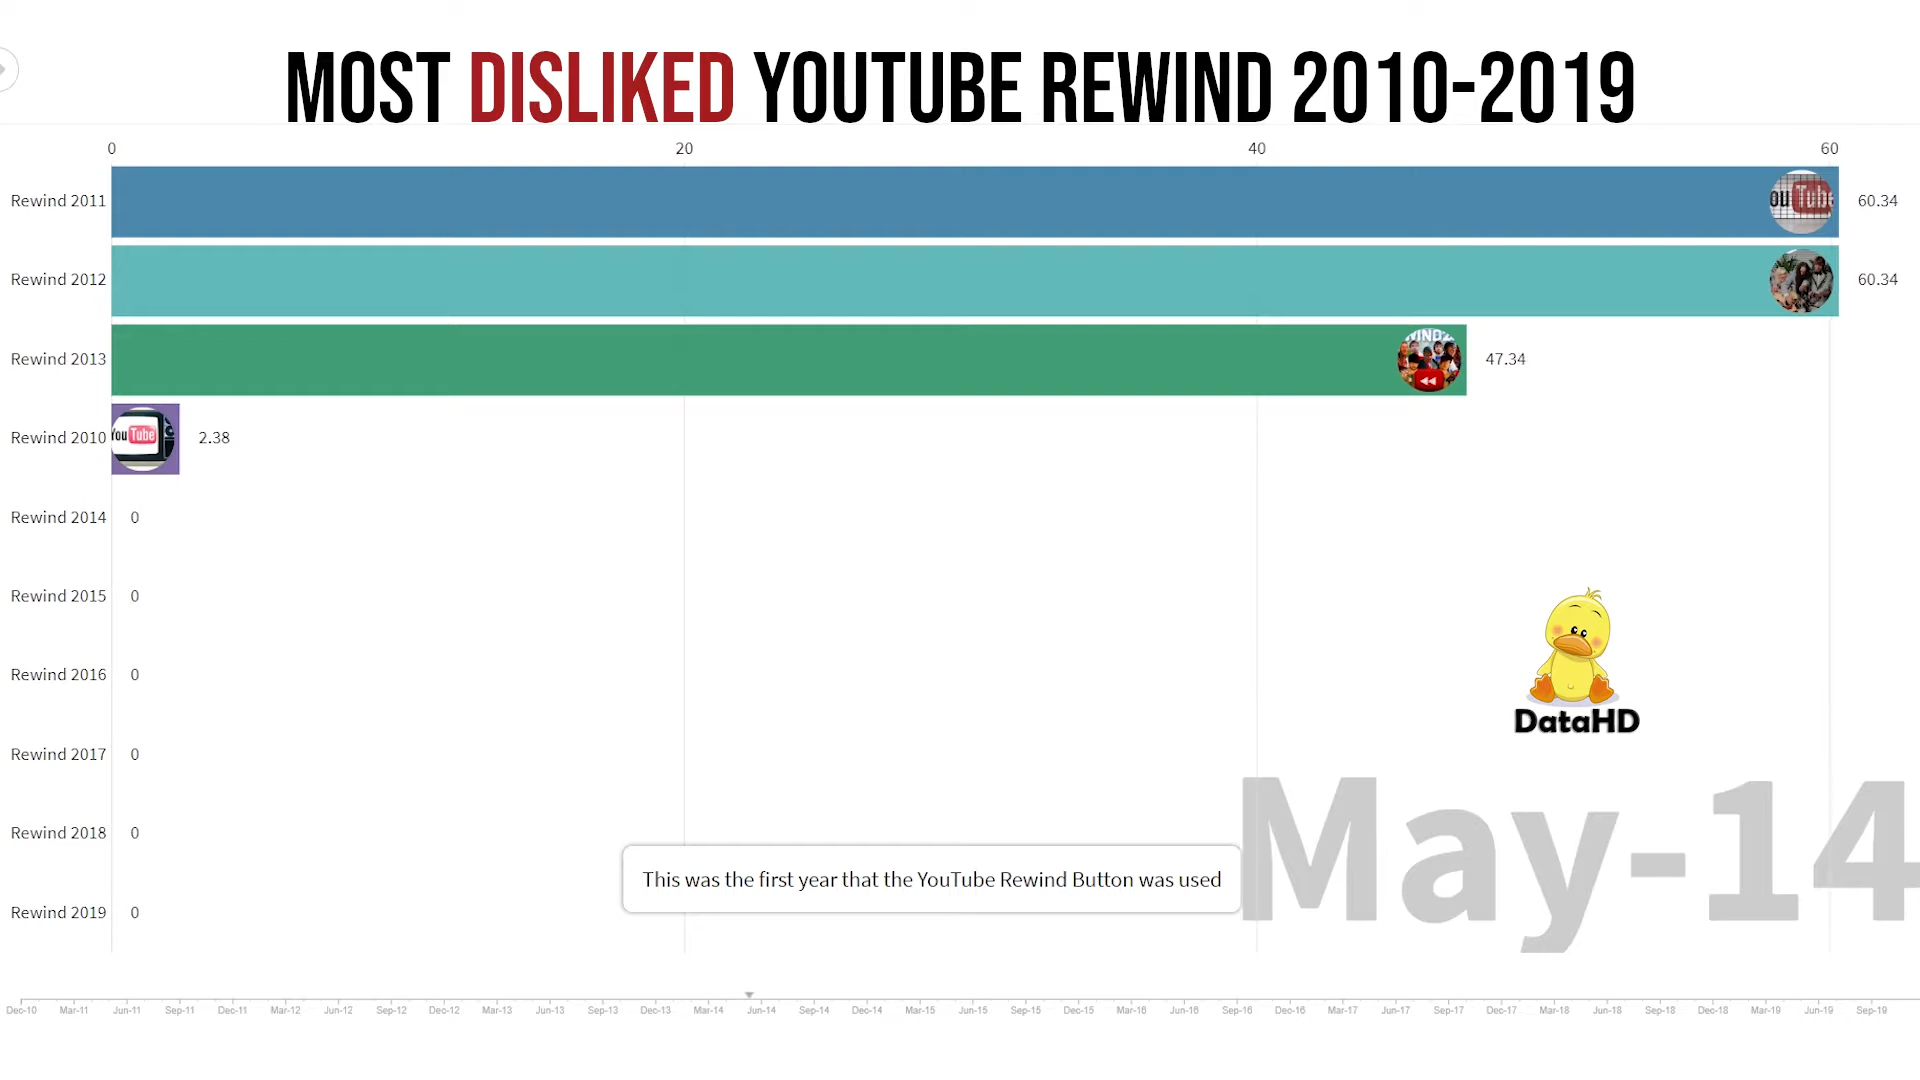 MOST DISLIKED YOUTUBE REWIND 2010-2019
0 20 40 60
Rewind 2011 ouTube 60.34
Rewind 2012 60.34
Rewind 2013 47.34
Rewind 2010 YouTube 2.38
Rewind 2014 0
Rewind 2015 0
Rewind 2016 0
DataHD
Rewind 2017 0
Rewind 2018 0
May-14
This was the first year that the YouTube Rewind Button was used
Rewind 2019 0
Dec-10 Mar-11 Jun-11 Sep-11 Dec-11 Mar-12 Jun-12 Sep-12 Dec-12 Mar-13 Jun-13 Sep-13 Dec-13 Mar-14 Jun-14 Sep-14 Dec-14 Mar-15 Jun-15 Sep-15 Dec-15 Mar-16 Jun-16 Sep-16 Dec-16 Mar-17 Jun-17 Sep-17 Dec-17 Mar-18 Jun-18 Sep-18 Dec-18 Mar-19 Jun-19 Sep-19